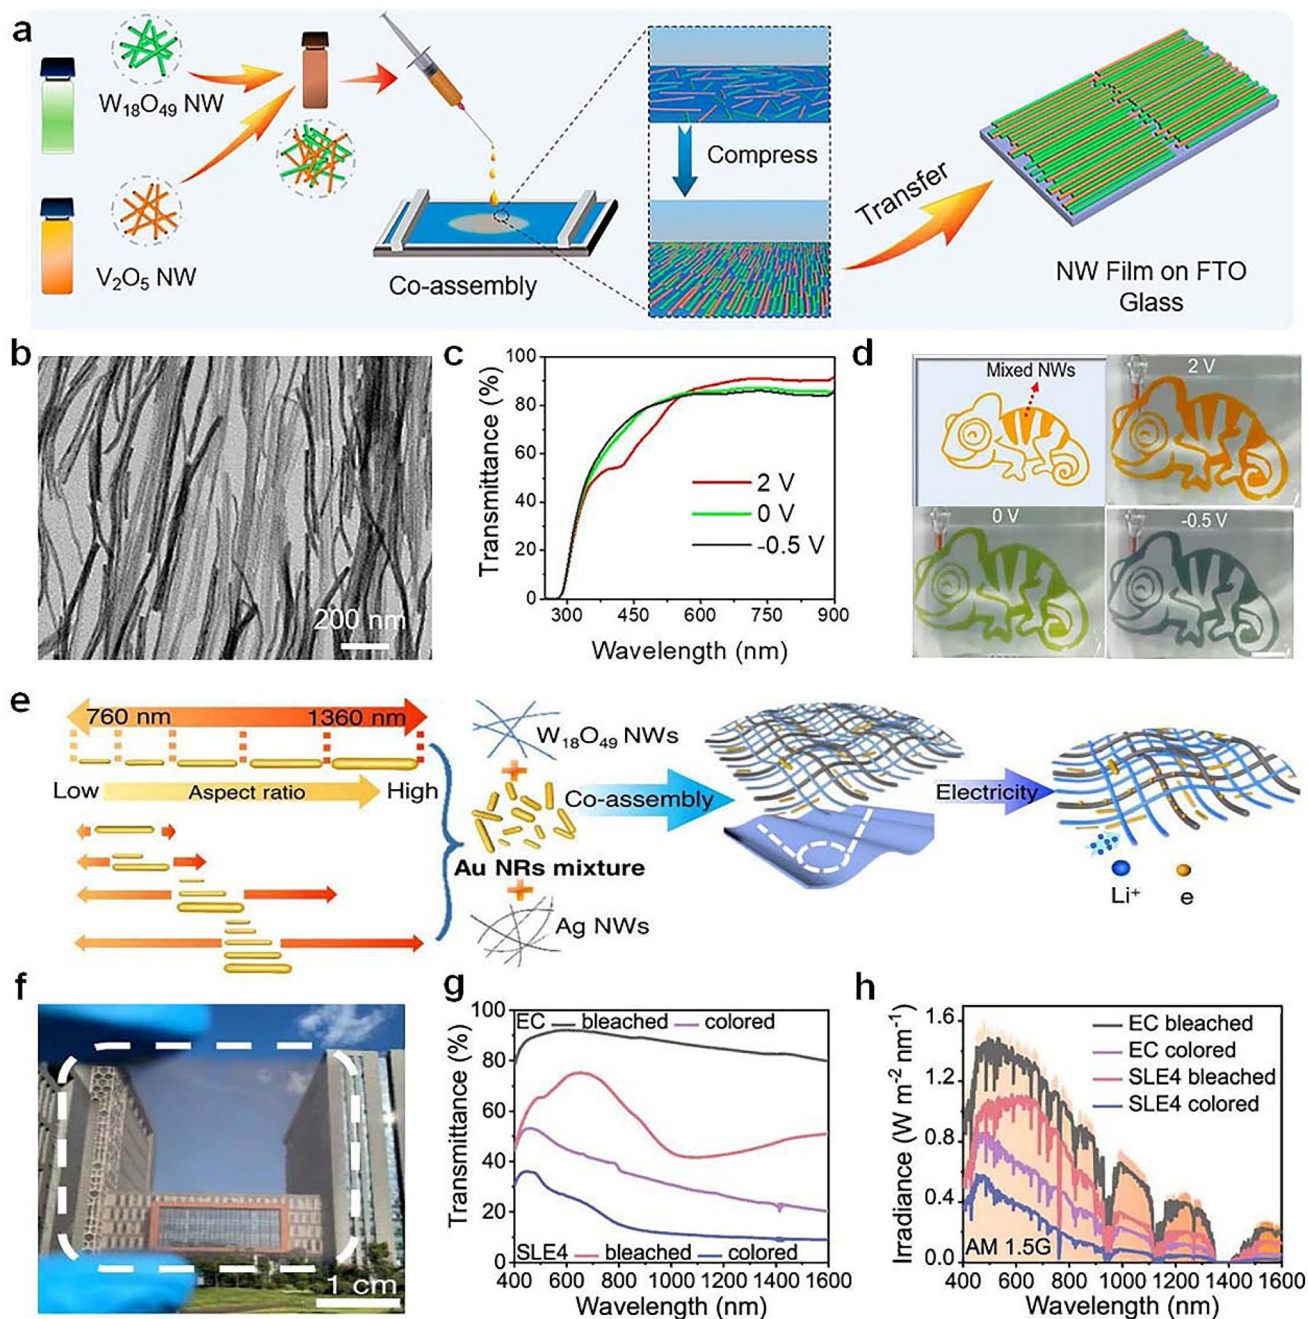 a
W₁₈O₄₉ NW
V₂O₅ NW
Co-assembly
Compress
Transfer
NW Film on FTO
Glass
b
200 nm
c
Transmittance (%)
100
80
60
40
20
0
2 V
0 V
-0.5 V
300
450
600
750
900
Wavelength (nm)
d
Mixed NWs
2 V
0 V
-0.5 V
e
760 nm
1360 nm
Low
Aspect ratio
High
W₁₈O₄₉ NWs
Au NRs mixture
Ag NWs
Co-assembly
Electricity
Li⁺
e
f
1 cm
g
Transmittance (%)
100
80
60
40
20
0
EC bleached colored
SLE4 bleached colored
400
600
800
1000
1200
1400
1600
Wavelength (nm)
h
Irradiance (W m⁻² nm⁻¹)
1.6
1.2
0.8
0.4
0.0
EC bleached
EC colored
SLE4 bleached
SLE4 colored
AM 1.5G
400
600
800
1000
1200
1400
1600
Wavelength (nm)